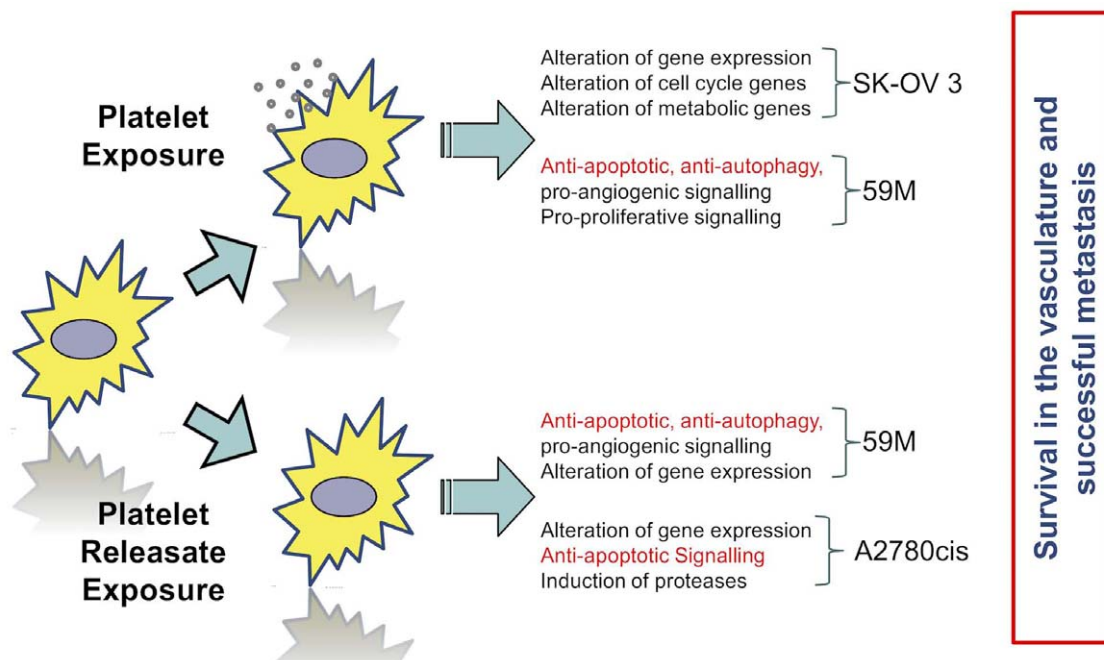 Platelet
Exposure
Alteration of gene expression
Alteration of cell cycle genes
Alteration of metabolic genes
SK-OV 3
Anti-apoptotic, anti-autophagy,
pro-angiogenic signalling
Pro-proliferative signalling
59M
Platelet
Releasate
Exposure
Anti-apoptotic, anti-autophagy,
pro-angiogenic signalling
Alteration of gene expression
59M
Alteration of gene expression
Anti-apoptotic Signalling
Induction of proteases
A2780cis
Survival in the vasculature and
successful metastasis